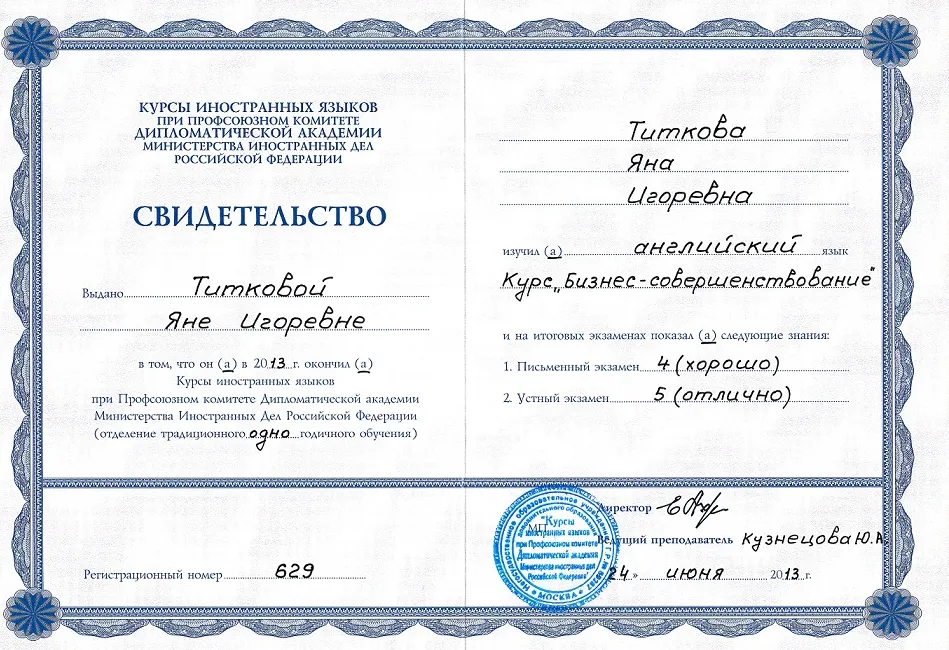 КУРСЫ ИНОСТРАННЫХ ЯЗЫКОВ
ПРИ ПРОФСОЮЗНОМ КОМИТЕТЕ
ДИПЛОМАТИЧЕСКОЙ АКАДЕМИИ
МИНИСТЕРСТВА ИНОСТРАННЫХ ДЕЛ
РОССИЙСКОЙ ФЕДЕРАЦИИ
СВИДЕТЕЛЬСТВО
Выдано Титковой
Яне Игоревне
в том, что он (а) в 2013 г. окончил (а)
Курсы иностранных языков
при Профсоюзном комитете Дипломатической академии
Министерства Иностранных Дел Российской Федерации
(отделение традиционного одно годичного обучения)
Регистрационный номер 629
Титкова
Яна
Игоревна
изучил (а) английский язык
Курс „Бизнес-совершенствование"
и на итоговых экзаменах показал (а) следующие знания:
1. Письменный экзамен 4 (хорошо)
2. Устный экзамен 5 (отлично)
Директор
МП
Ведущий преподаватель Кузнецова Ю.А.
24 » июня 2013 г.
"Курсы
иностранных языков
при Профсоюзном комитете
Дипломатической академии
Министерства иностранных дел
Российской Федерации"
МОСКВА